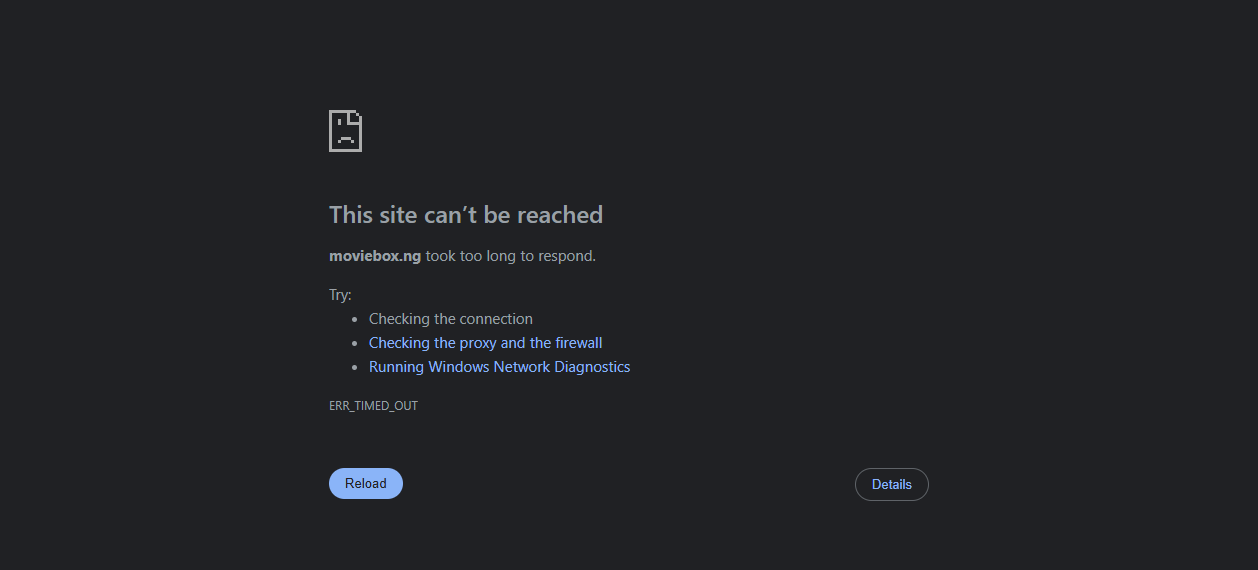 This site can’t be reached
moviebox.ng took too long to respond.
Try:
• Checking the connection
• Checking the proxy and the firewall
• Running Windows Network Diagnostics
ERR_TIMED_OUT
Reload
Details